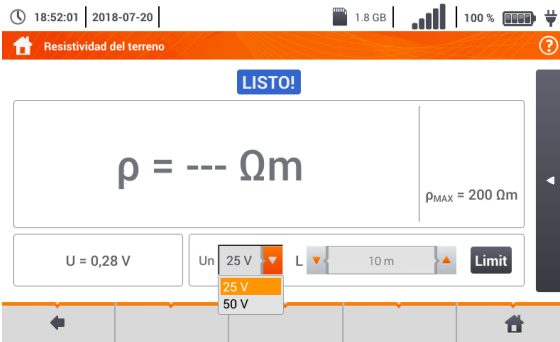 18:52:01 2018-07-20 1.8 GB 100 %
Resistividad del terreno ?
LISTO!
ρ = --- Ωm
ρMAX = 200 Ωm
U = 0,28 V Un 25 V L 10 m Limit
25 V
50 V